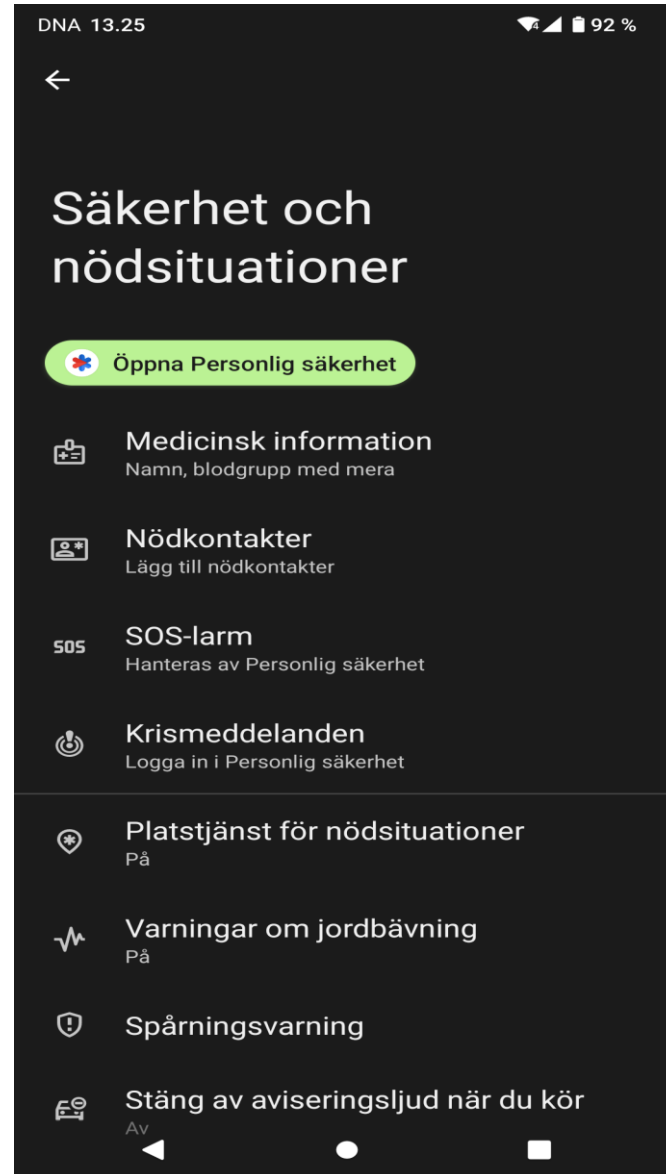 DNA 13.25 4 92 %
Säkerhet och
nödsituationer
Öppna Personlig säkerhet
Medicinsk information
Namn, blodgrupp med mera
Nödkontakter
Lägg till nödkontakter
SOS SOS-larm
Hanteras av Personlig säkerhet
Krismeddelanden
Logga in i Personlig säkerhet
Platstjänst för nödsituationer
På
Varningar om jordbävning
På
Spårningsvarning
Stäng av aviseringsljud när du kör
Av